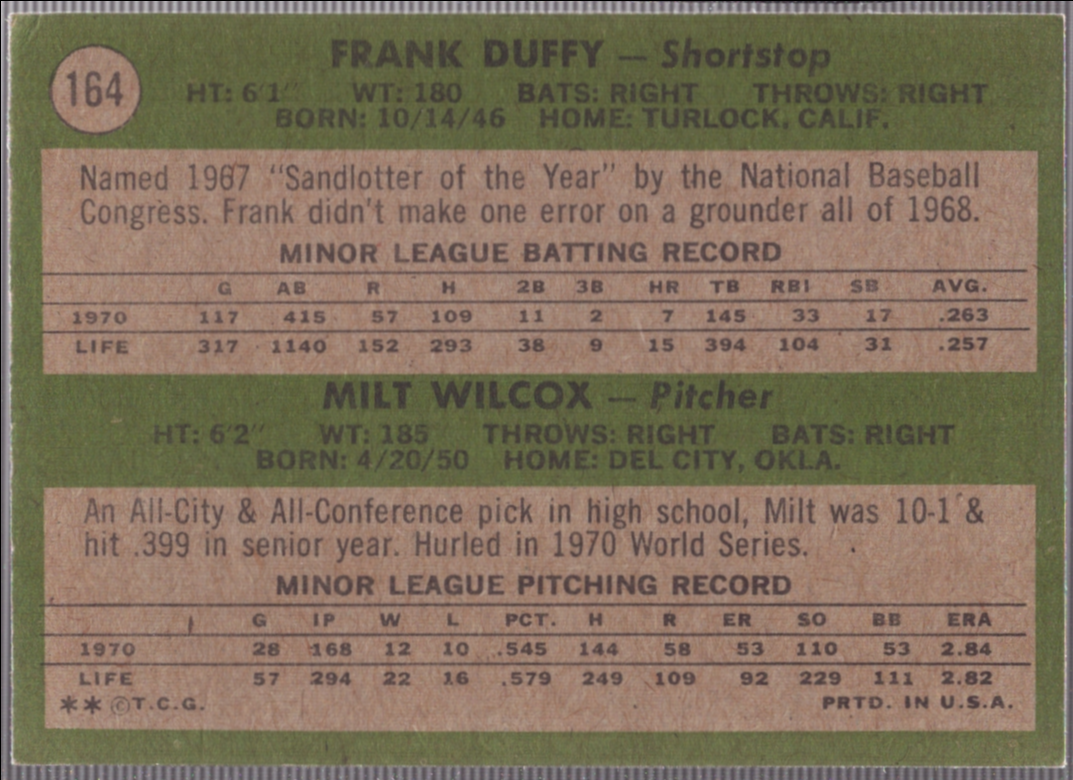 164
FRANK DUFFY — Shortstop
HT: 6'1" WT: 180 BATS: RIGHT THROWS: RIGHT
BORN: 10/14/46 HOME: TURLOCK, CALIF.
Named 1967 "Sandlotter of the Year" by the National Baseball
Congress. Frank didn't make one error on a grounder all of 1968.
MINOR LEAGUE BATTING RECORD
G AB R H 2B 3B HR TB RBI SB AVG.
1970 117 415 57 109 11 2 7 145 33 17 .263
LIFE 317 1140 152 293 38 9 15 394 104 31 .257
MILT WILCOX — Pitcher
HT: 6'2" WT: 185 THROWS: RIGHT BATS: RIGHT
BORN: 4/20/50 HOME: DEL CITY, OKLA.
An All-City & All-Conference pick in high school, Milt was 10-1 &
hit .399 in senior year. Hurled in 1970 World Series.
MINOR LEAGUE PITCHING RECORD
G IP W L PCT. H R ER SO BB ERA
1970 28 168 12 10 .545 144 58 53 110 53 2.84
LIFE 57 294 22 16 .579 249 109 92 229 111 2.82
**©T.C.G. PRTD. IN U.S.A.